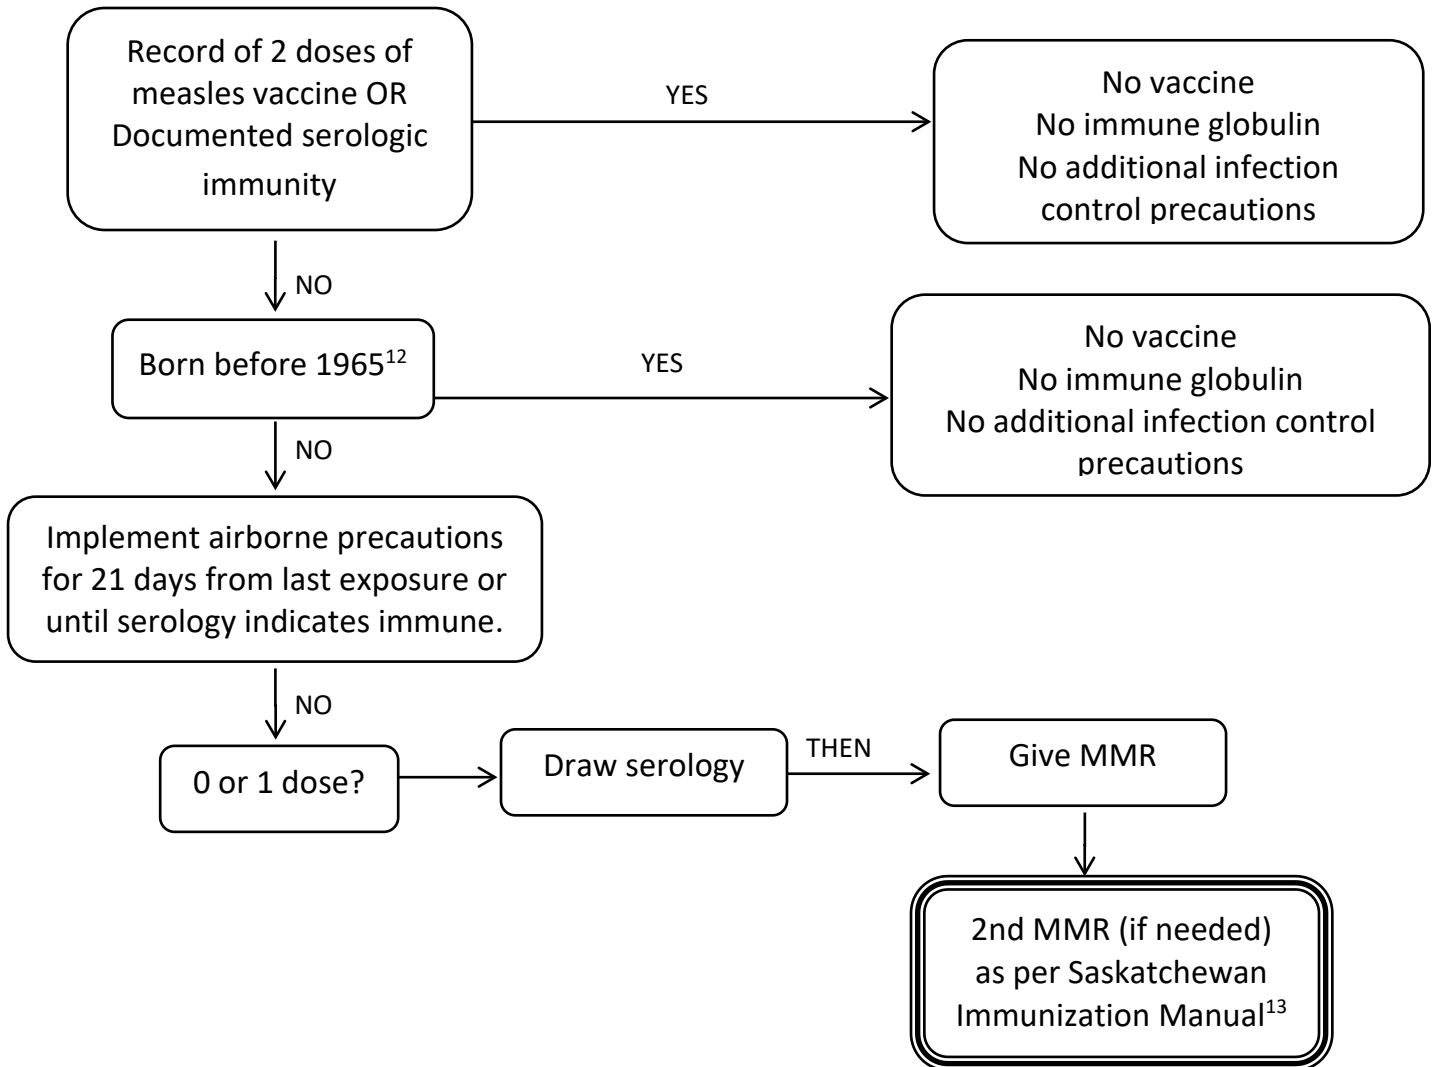 Record of 2 doses of
measles vaccine OR
Documented serologic
immunity
YES
No vaccine
No immune globulin
No additional infection
control precautions
NO
Born before 1965¹²
YES
No vaccine
No immune globulin
No additional infection control
precautions
NO
Implement airborne precautions
for 21 days from last exposure or
until serology indicates immune.
NO
0 or 1 dose?
Draw serology
THEN
Give MMR
2nd MMR (if needed)
as per Saskatchewan
Immunization Manual¹³